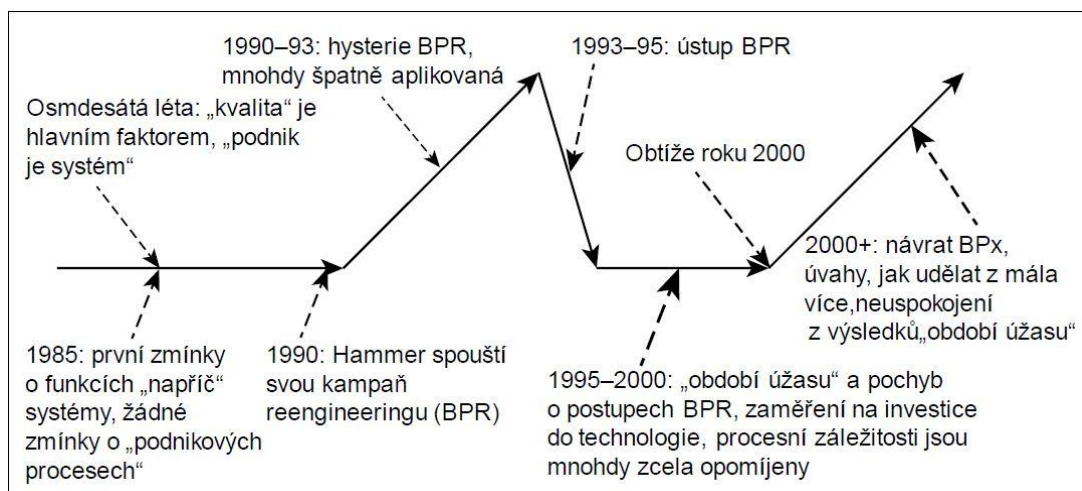 1990–93: hysterie BPR,
mnohdy špatně aplikovaná
1993–95: ústup BPR
Osmdesátá léta: „kvalita“ je
hlavním faktorem, „podnik
je systém“
Obtíže roku 2000
2000+: návrat BPx,
úvahy, jak udělat z mála
více,neuspokojení
z výsledků„období úžasu“
1985: první zmínky
o funkcích „napříč“
systémy, žádné
zmínky o „podnikových
procesech“
1990: Hammer spouští
svou kampaň
reengineeringu (BPR)
1995–2000: „období úžasu“ a pochyb
o postupech BPR, zaměření na investice
do technologie, procesní záležitosti jsou
mnohdy zcela opomíjeny